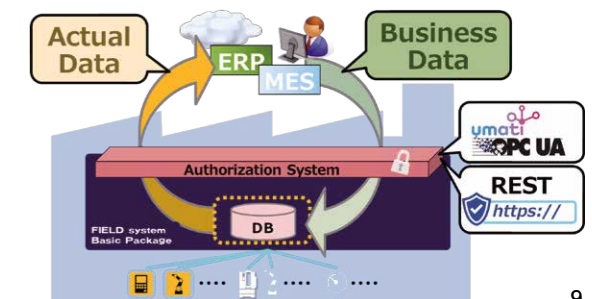 Actual
Data
Business
Data
ERP
MES
umati
OPC UA
Authorization System
REST
https://
DB
FIELD system
Basic Package
....
....
....
9